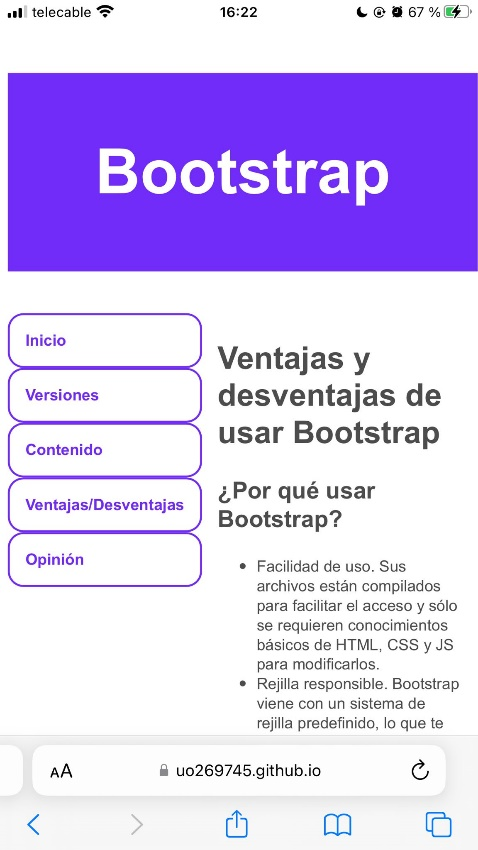 telecable 16:22 67 %
Bootstrap
Inicio
Versiones
Contenido
Ventajas/Desventajas
Opinión
Ventajas y
desventajas de
usar Bootstrap
¿Por qué usar
Bootstrap?
Facilidad de uso. Sus
archivos están compilados
para facilitar el acceso y sólo
se requieren conocimientos
básicos de HTML, CSS y JS
para modificarlos.
Rejilla responsible. Bootstrap
viene con un sistema de
rejilla predefinido, lo que te
AA uo269745.github.io